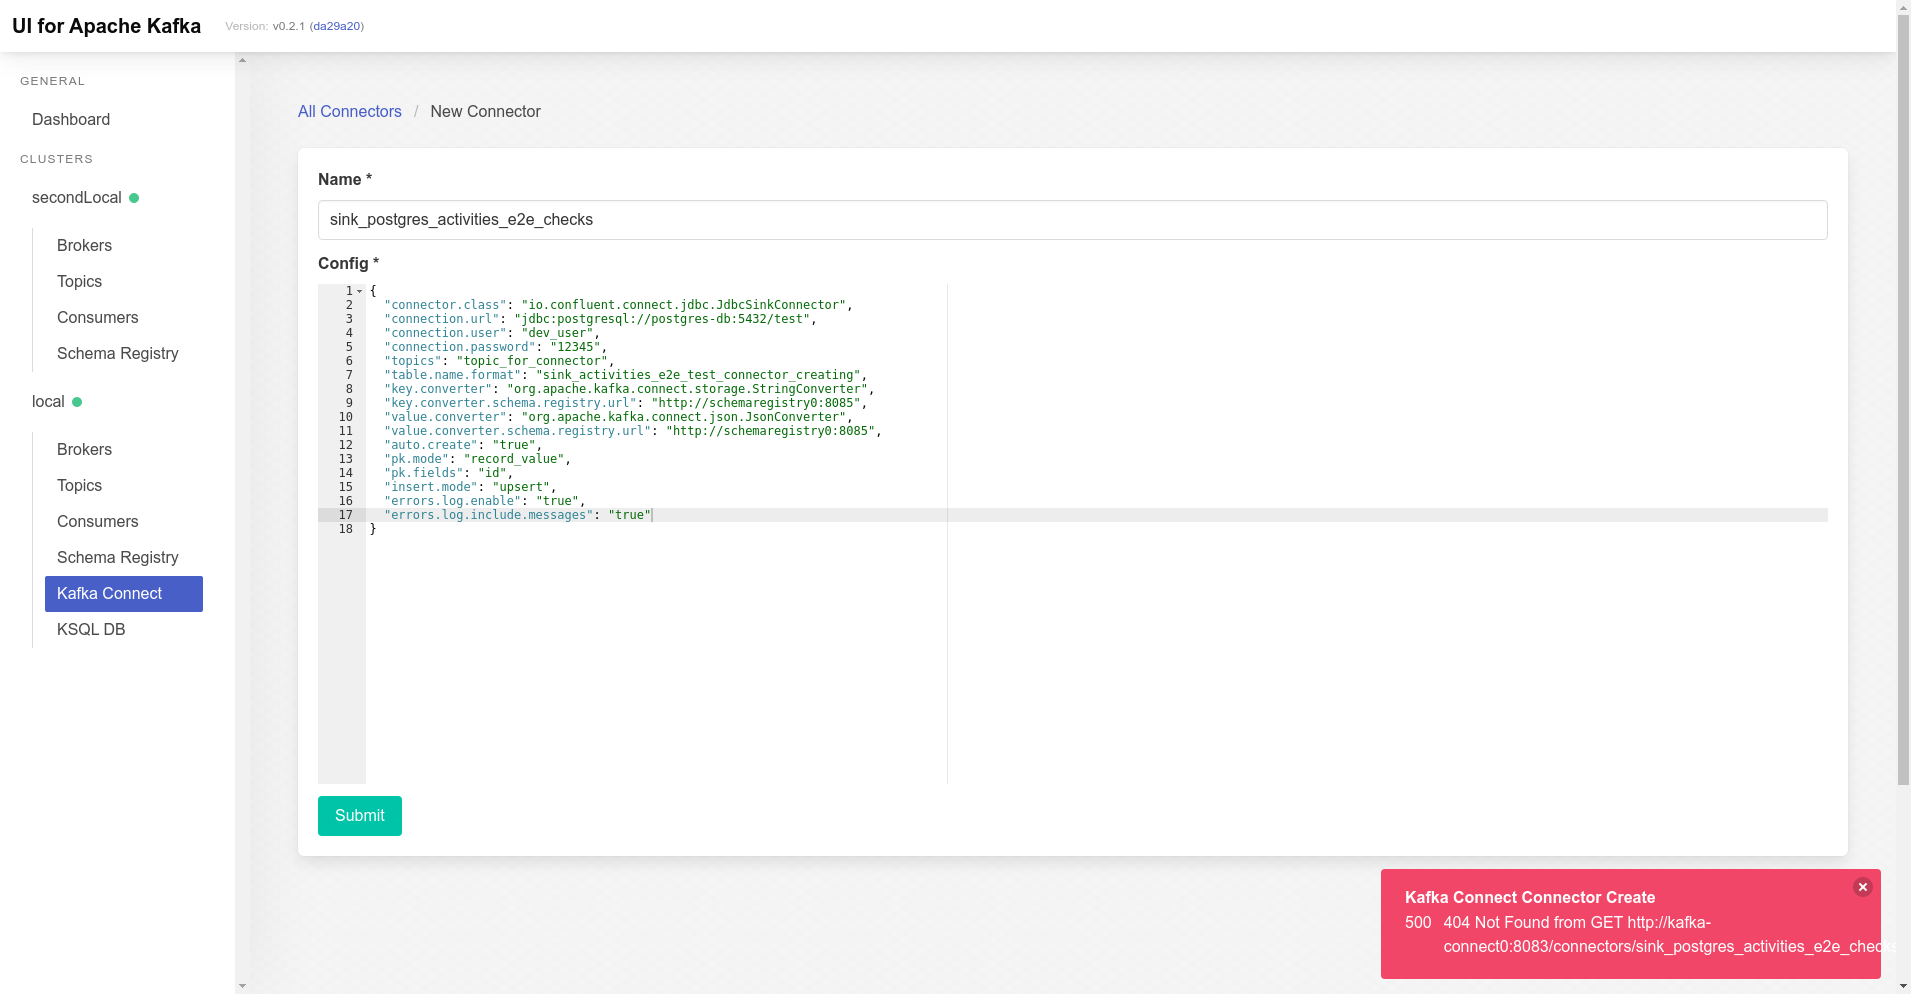 UI for Apache Kafka
Version: v0.2.1 (da29a20)
GENERAL
Dashboard
CLUSTERS
secondLocal
Brokers
Topics
Consumers
Schema Registry
local
Brokers
Topics
Consumers
Schema Registry
Kafka Connect
KSQL DB
All Connectors / New Connector
Name *
sink_postgres_activities_e2e_checks
Config *
1 {
2 "connector.class": "io.confluent.connect.jdbc.JdbcSinkConnector",
3 "connection.url": "jdbc:postgresql://postgres-db:5432/test",
4 "connection.user": "dev_user",
5 "connection.password": "12345",
6 "topics": "topic_for_connector",
7 "table.name.format": "sink_activities_e2e_test_connector_creating",
8 "key.converter": "org.apache.kafka.connect.storage.StringConverter",
9 "key.converter.schema.registry.url": "http://schemaregistry0:8085",
10 "value.converter": "org.apache.kafka.connect.json.JsonConverter",
11 "value.converter.schema.registry.url": "http://schemaregistry0:8085",
12 "auto.create": "true",
13 "pk.mode": "record_value",
14 "pk.fields": "id",
15 "insert.mode": "upsert",
16 "errors.log.enable": "true",
17 "errors.log.include.messages": "true"
18 }
Submit
Kafka Connect Connector Create
500 404 Not Found from GET http://kafka-
connect0:8083/connectors/sink_postgres_activities_e2e_checks